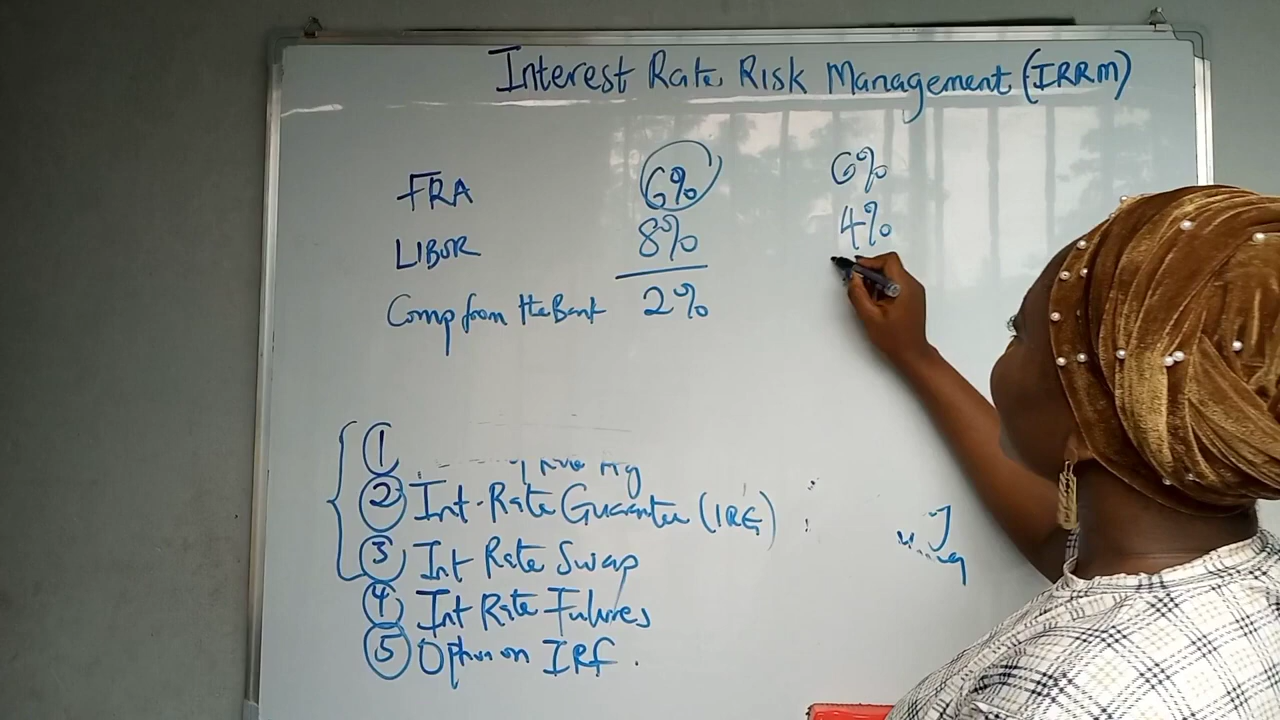 Interest Rate Risk Management (IRRM)
FRA 6% 6%
LIBOR 8% 4%
Comp from the Bank 2%
①
② Int. Rate Guarantee (IRG)
③ Int Rate Swap
④ Int Rate Futures
⑤ Option on IRF.